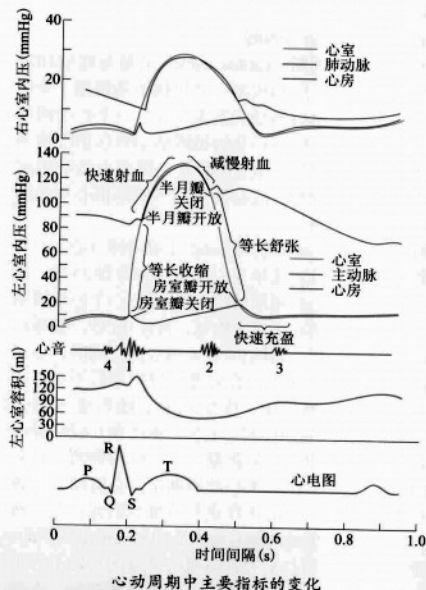 40
20
右心室内压(mmHg)
心室
肺动脉
心房
140
120
100
80
60
40
20
0
左心室内压(mmHg)
快速射血
减慢射血
半月瓣
关闭
半月瓣开放
等长舒张
等长收缩
房室瓣开放
房室瓣关闭
心室
主动脉
心房
快速充盈
心音
4 1 2 3
左心室容积(ml)
150
120
90
60
30
0
R
P
T
Q
S
心电图
0 0.2 0.4 0.6 0.8 1.0
时间间隔(s)
心动周期中主要指标的变化